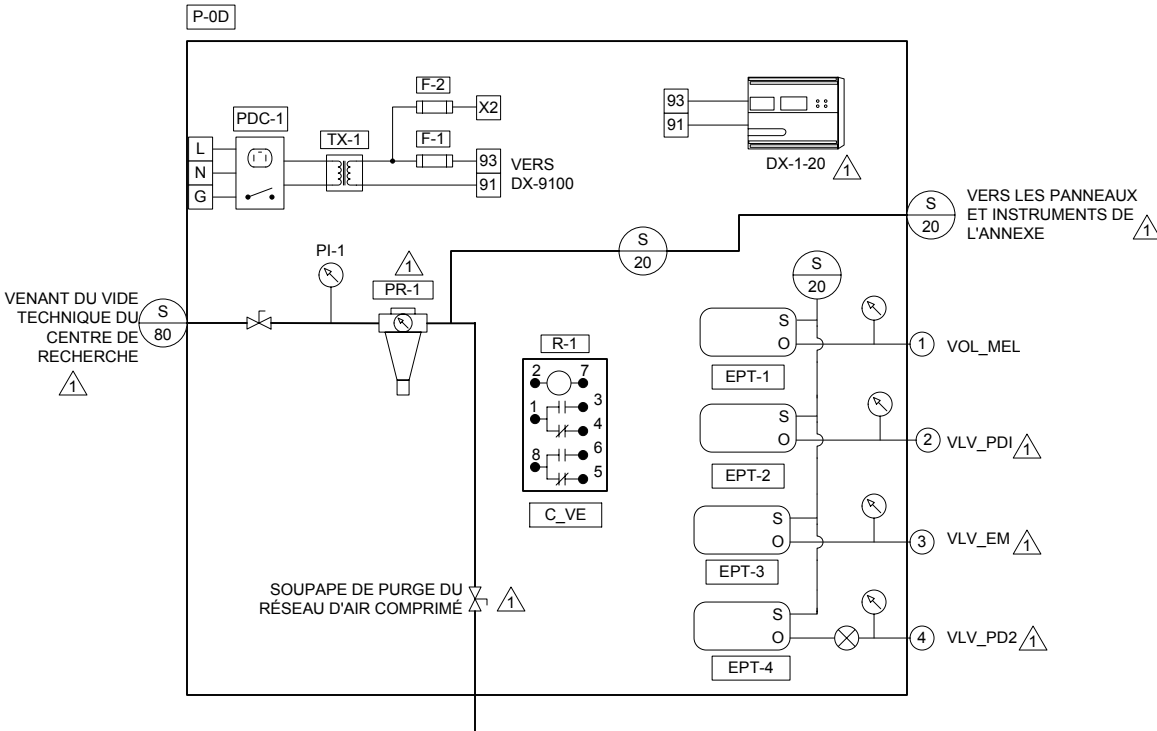 P-0D
F-2
X2
PDC-1
TX-1
F-1
L
N
G
93
91
VERS
DX-9100
93
91
DX-1-20
1
S
20
VERS LES PANNEAUX
ET INSTRUMENTS DE
L'ANNEXE
1
S
20
S
20
PI-1
1
PR-1
VENANT DU VIDE
TECHNIQUE DU
CENTRE DE
RECHERCHE
1
S
80
R-1
2
7
1
3
4
8
6
5
C_VE
S
O
EPT-1
1
VOL_MEL
S
O
EPT-2
2
VLV_PDI
1
S
O
EPT-3
3
VLV_EM
1
S
O
EPT-4
4
VLV_PD2
1
SOUPAPE DE PURGE DU
RÉSEAU D'AIR COMPRIMÉ
1